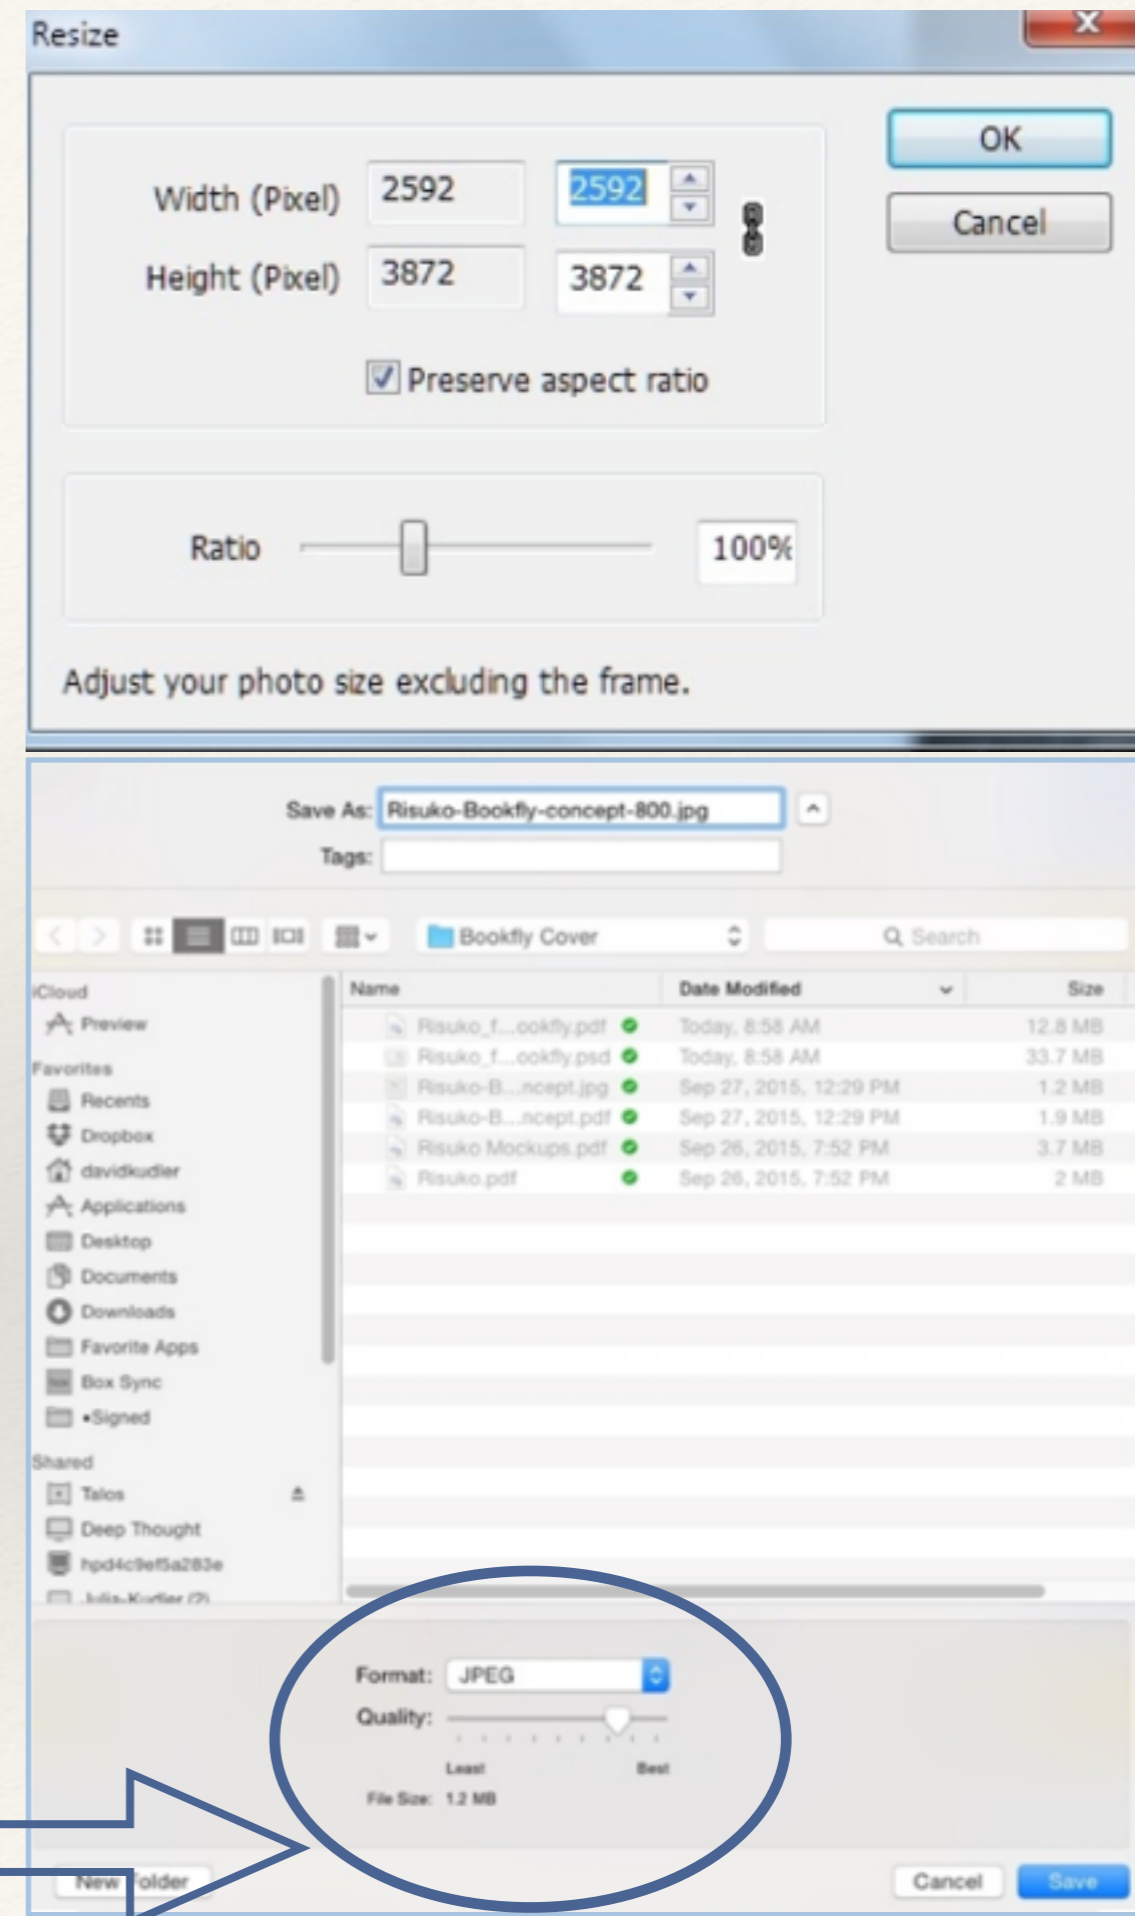 Resize
x
OK
Width (Pixel) 2592 2592
Cancel
Height (Pixel) 3872 3872
Preserve aspect ratio
Ratio 100%
Adjust your photo size excluding the frame.
Save As: Risuko-Bookfly-concept-800.jpg
Tags:
Bookfly Cover Search
iCloud
Preview
Favorites
Recents
Dropbox
davidkudler
Applications
Desktop
Documents
Downloads
Favorite Apps
Box Sync
•Signed
Shared
Talos
Deep Thought
hpd4c9ef5a283e
Julia-Kudler (2)
Name Date Modified Size
Risuko_f...ookfly.pdf Today, 8:58 AM 12.8 MB
Risuko_f...ookfly.psd Today, 8:58 AM 33.7 MB
Risuko-B...ncept.jpg Sep 27, 2015, 12:29 PM 1.2 MB
Risuko-B...ncept.pdf Sep 27, 2015, 12:29 PM 1.9 MB
Risuko Mockups.pdf Sep 26, 2015, 7:52 PM 3.7 MB
Risuko.pdf Sep 26, 2015, 7:52 PM 2 MB
Format: JPEG
Quality:
Least Best
File Size: 1.2 MB
New Folder Cancel Save